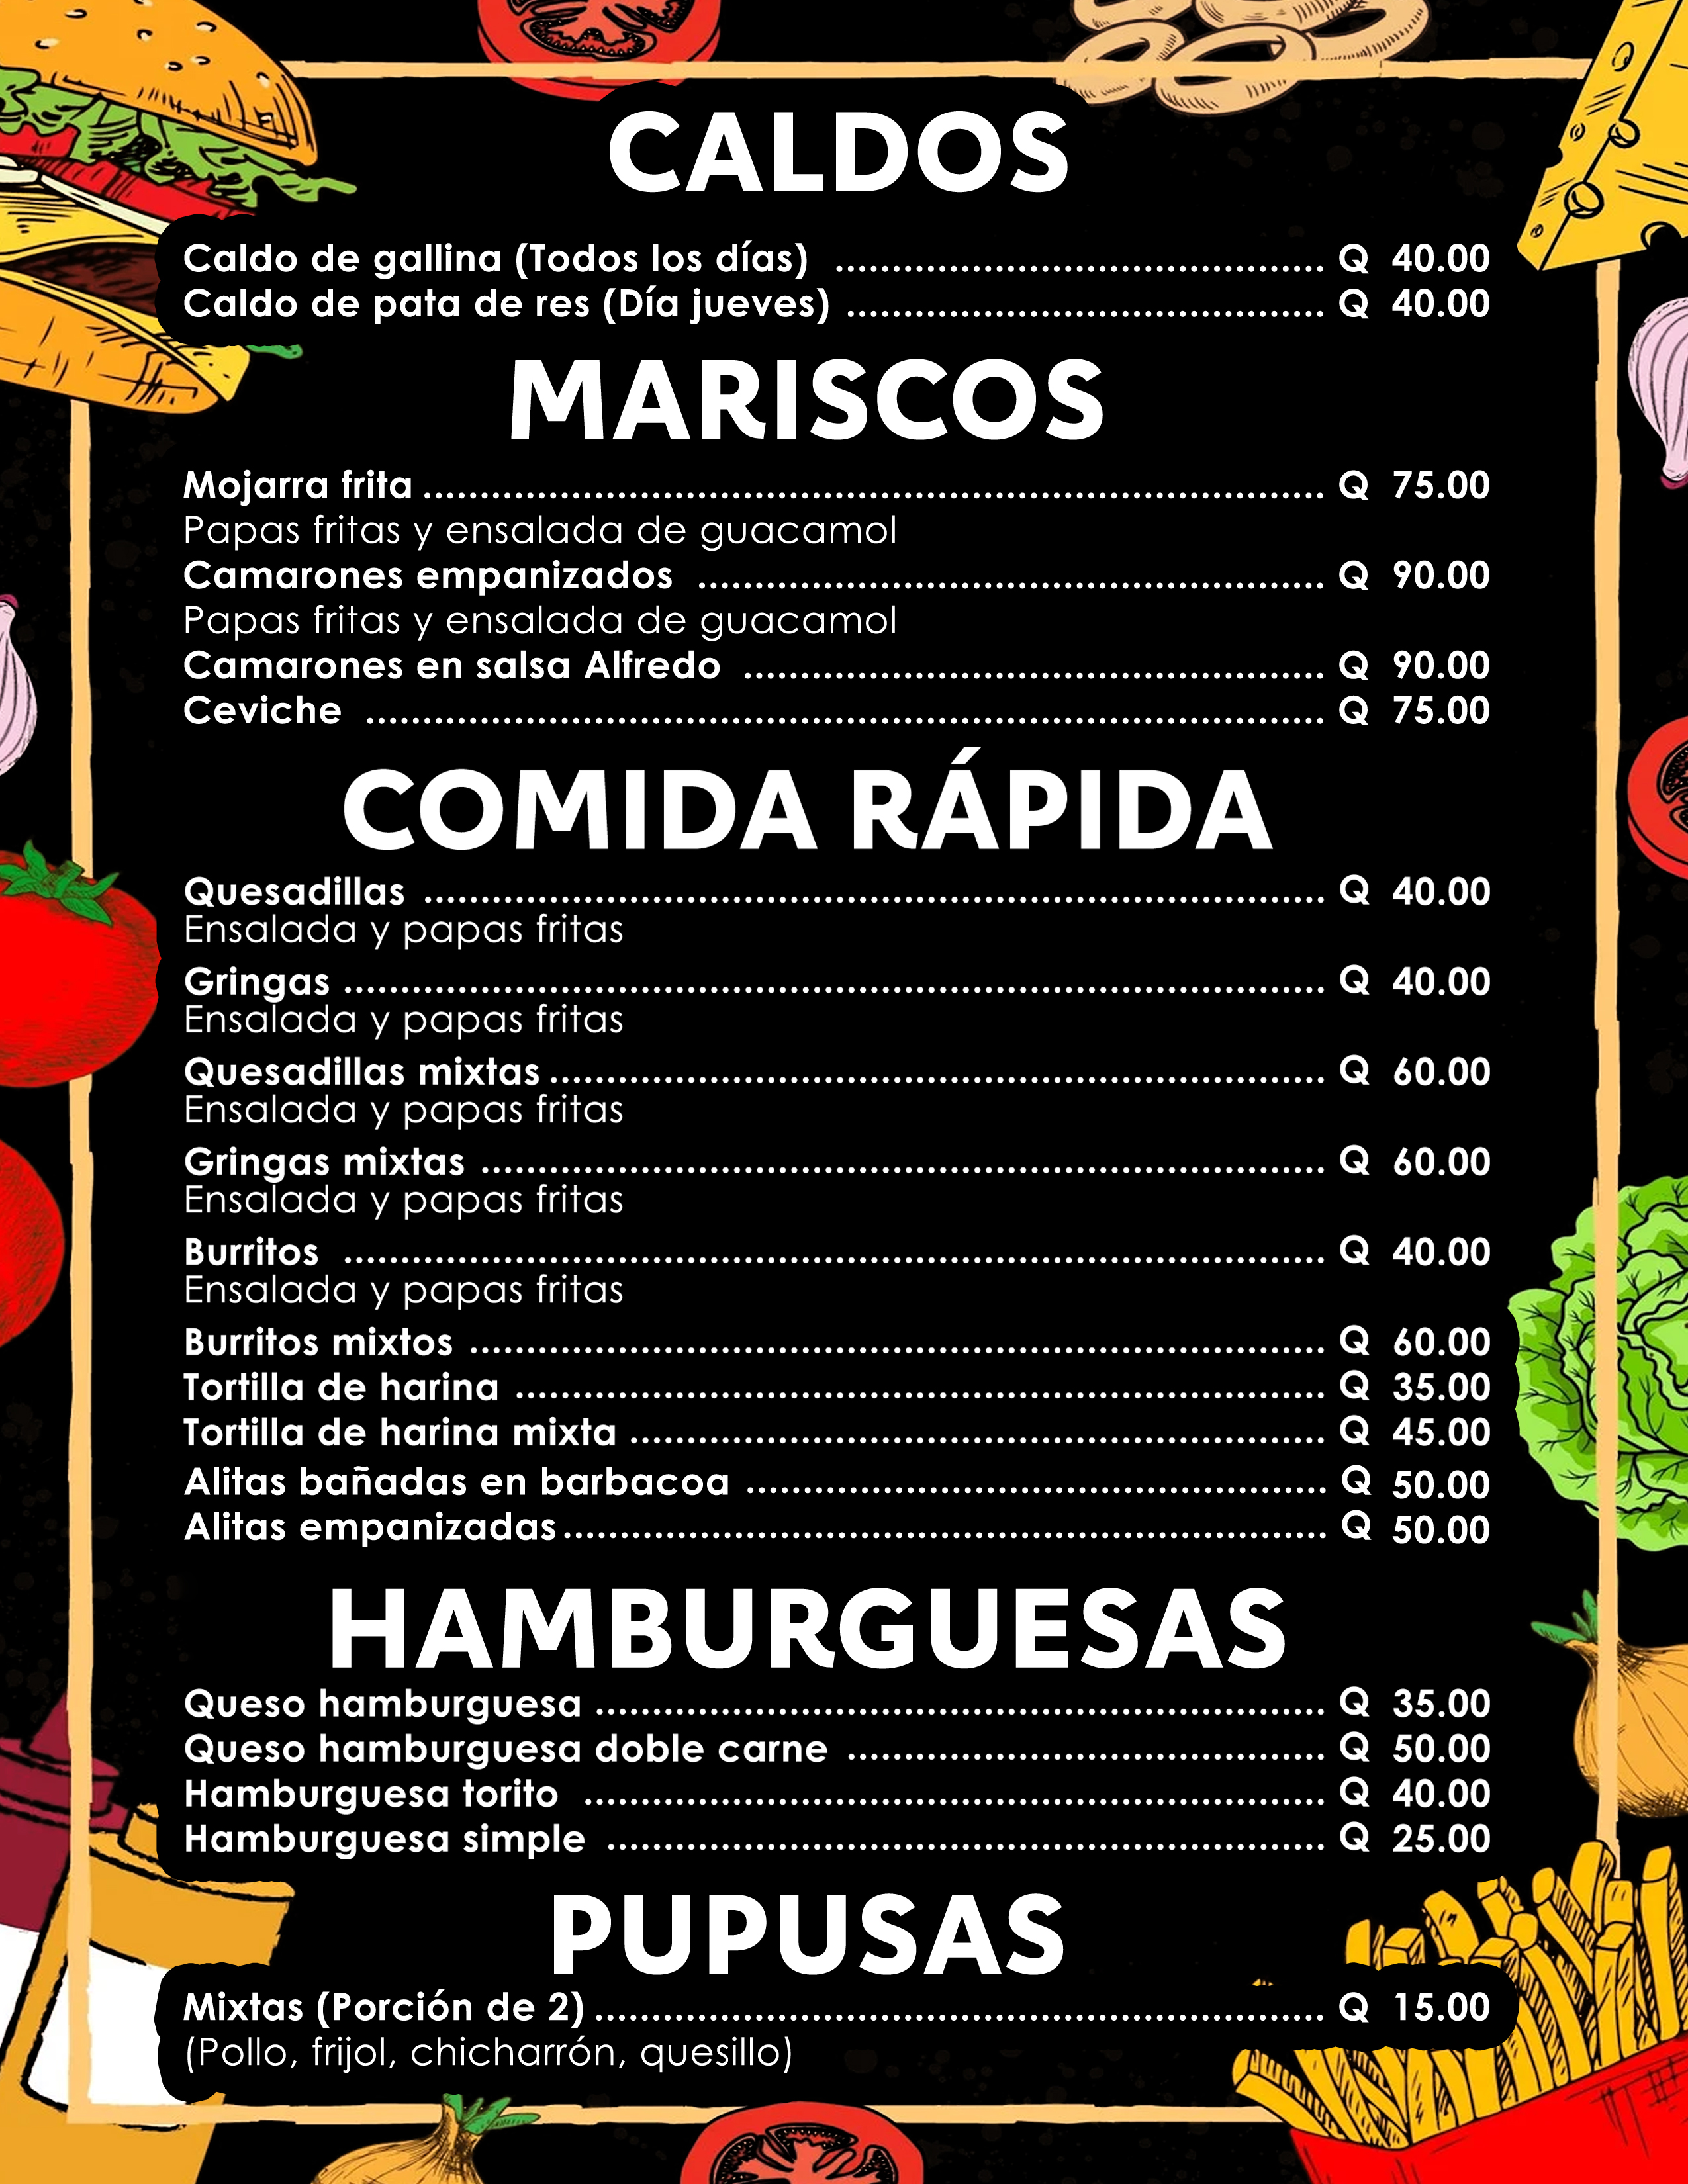 CALDOS
Caldo de gallina (Todos los días) ........................................... Q 40.00
Caldo de pata de res (Día jueves) .......................................... Q 40.00
MARISCOS
Mojarra frita ............................................................................... Q 75.00
Papas fritas y ensalada de guacamol
Camarones empanizados ....................................................... Q 90.00
Papas fritas y ensalada de guacamol
Camarones en salsa Alfredo ................................................... Q 90.00
Ceviche .................................................................................... Q 75.00
COMIDA RÁPIDA
Quesadillas ............................................................................... Q 40.00
Ensalada y papas fritas
Gringas ...................................................................................... Q 40.00
Ensalada y papas fritas
Quesadillas mixtas .................................................................... Q 60.00
Ensalada y papas fritas
Gringas mixtas .......................................................................... Q 60.00
Ensalada y papas fritas
Burritos ...................................................................................... Q 40.00
Ensalada y papas fritas
Burritos mixtos ........................................................................... Q 60.00
Tortilla de harina ....................................................................... Q 35.00
Tortilla de harina mixta ............................................................. Q 45.00
Alitas bañadas en barbacoa ................................................... Q 50.00
Alitas empanizadas ................................................................... Q 50.00
HAMBURGUESAS
Queso hamburguesa ................................................................ Q 35.00
Queso hamburguesa doble carne .......................................... Q 50.00
Hamburguesa torito ................................................................. Q 40.00
Hamburguesa simple ............................................................... Q 25.00
PUPUSAS
Mixtas (Porción de 2) ................................................................ Q 15.00
(Pollo, frijol, chicharrón, quesillo)